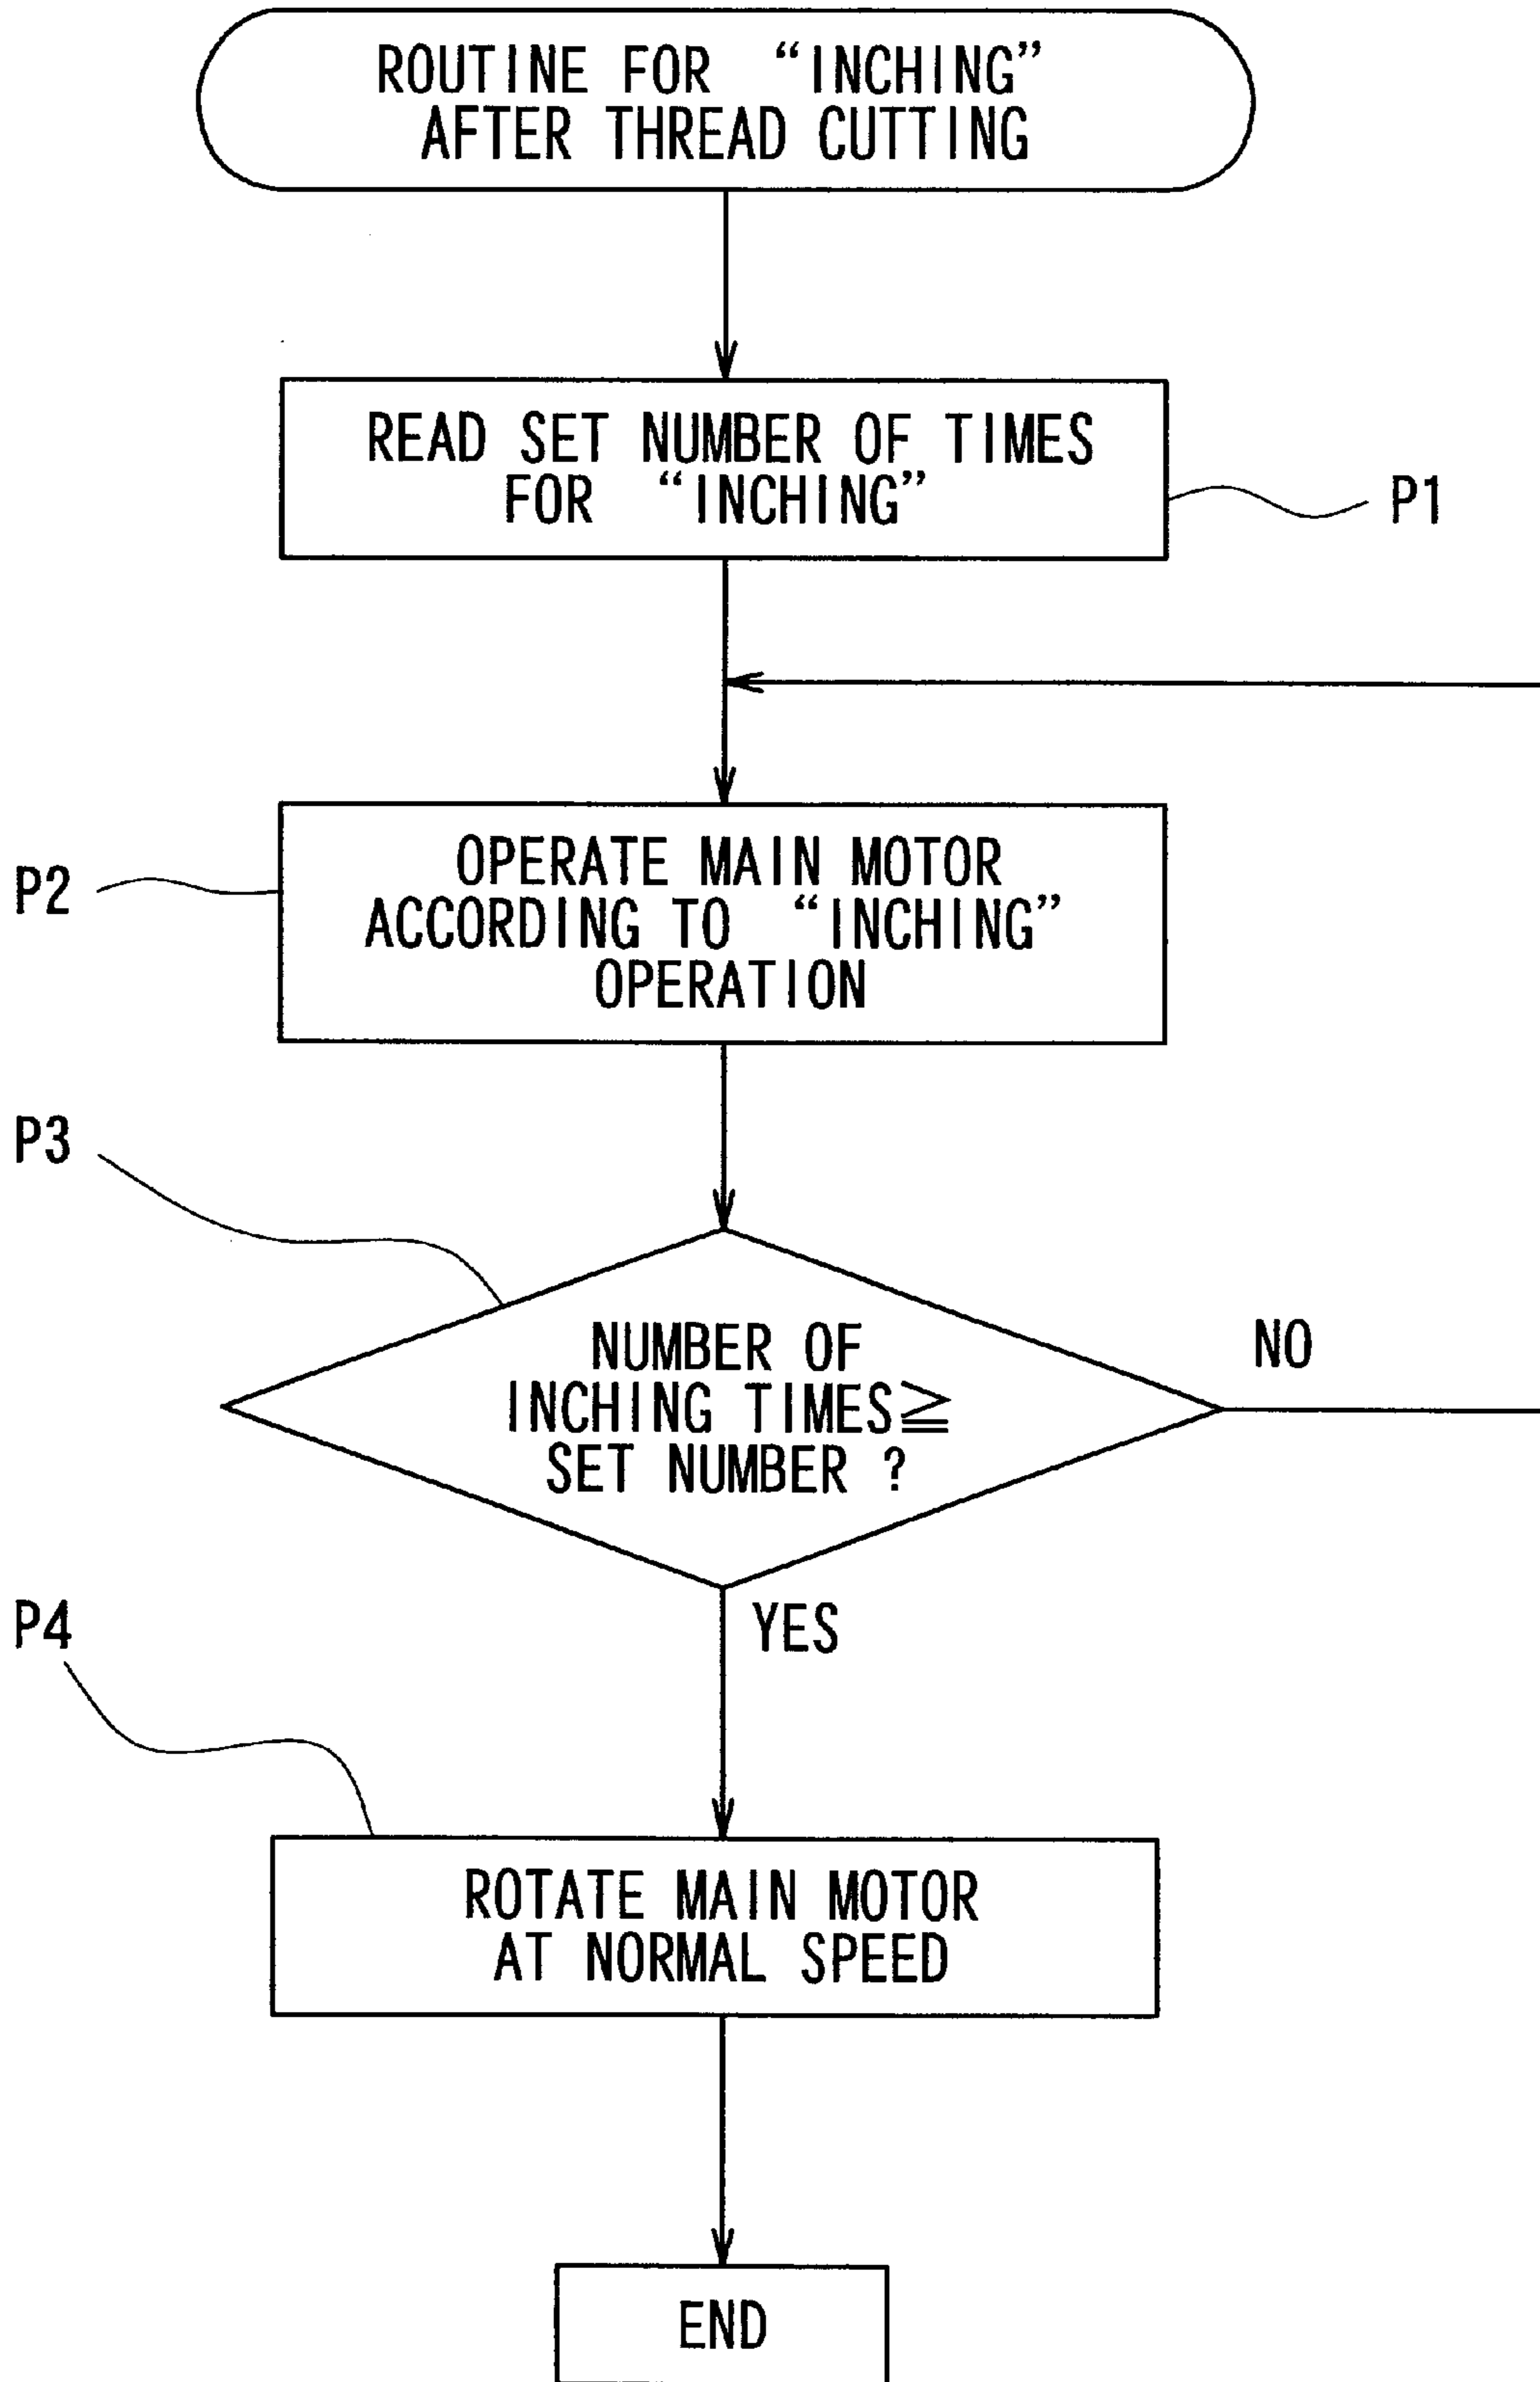 ROUTINE FOR “INCHING”
AFTER THREAD CUTTING
READ SET NUMBER OF TIMES
FOR “INCHING”
P1
P2
OPERATE MAIN MOTOR
ACCORDING TO “INCHING”
OPERATION
P3
NUMBER OF
INCHING TIMES≧
SET NUMBER ?
NO
YES
P4
ROTATE MAIN MOTOR
AT NORMAL SPEED
END